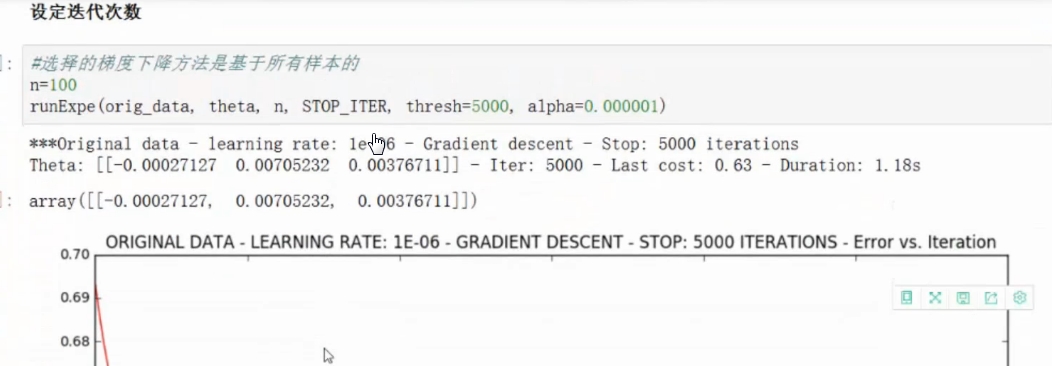 设定迭代次数
]: #选择的梯度下降方法是基于所有样本的
n=100
runExpe(orig_data, theta, n, STOP_ITER, thresh=5000, alpha=0.000001)
***Original data - learning rate: 1e-06 - Gradient descent - Stop: 5000 iterations
Theta: [[-0.00027127  0.00705232  0.00376711]] - Iter: 5000 - Last cost: 0.63 - Duration: 1.18s
]: array([[-0.00027127,  0.00705232,  0.00376711]])
ORIGINAL DATA - LEARNING RATE: 1E-06 - GRADIENT DESCENT - STOP: 5000 ITERATIONS - Error vs. Iteration
0.70
0.69
0.68